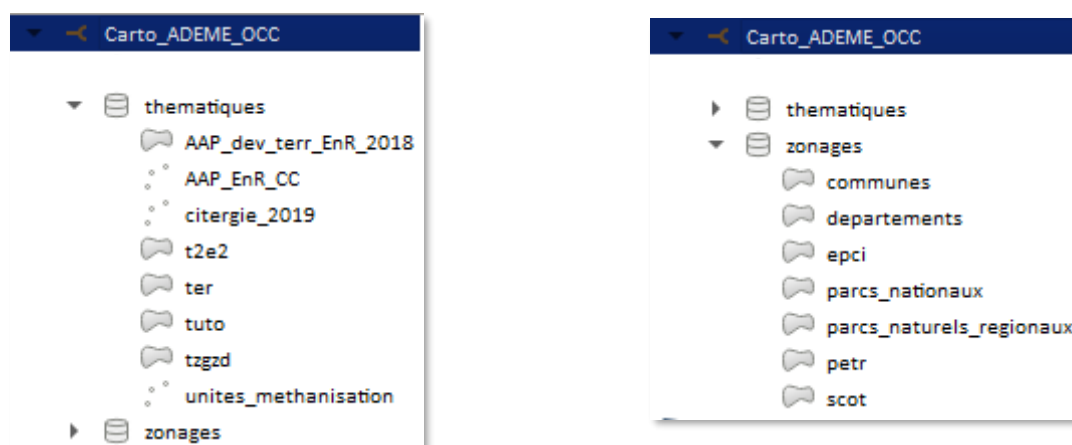 Carto_ADEME_OCC
thematiques
AAP_dev_terr_EnR_2018
AAP_EnR_CC
citergie_2019
t2e2
ter
tuto
tzgzd
unites_methanisation
zonages
Carto_ADEME_OCC
thematiques
zonages
communes
departements
epci
parcs_nationaux
parcs_naturels_regionaux
petr
scot